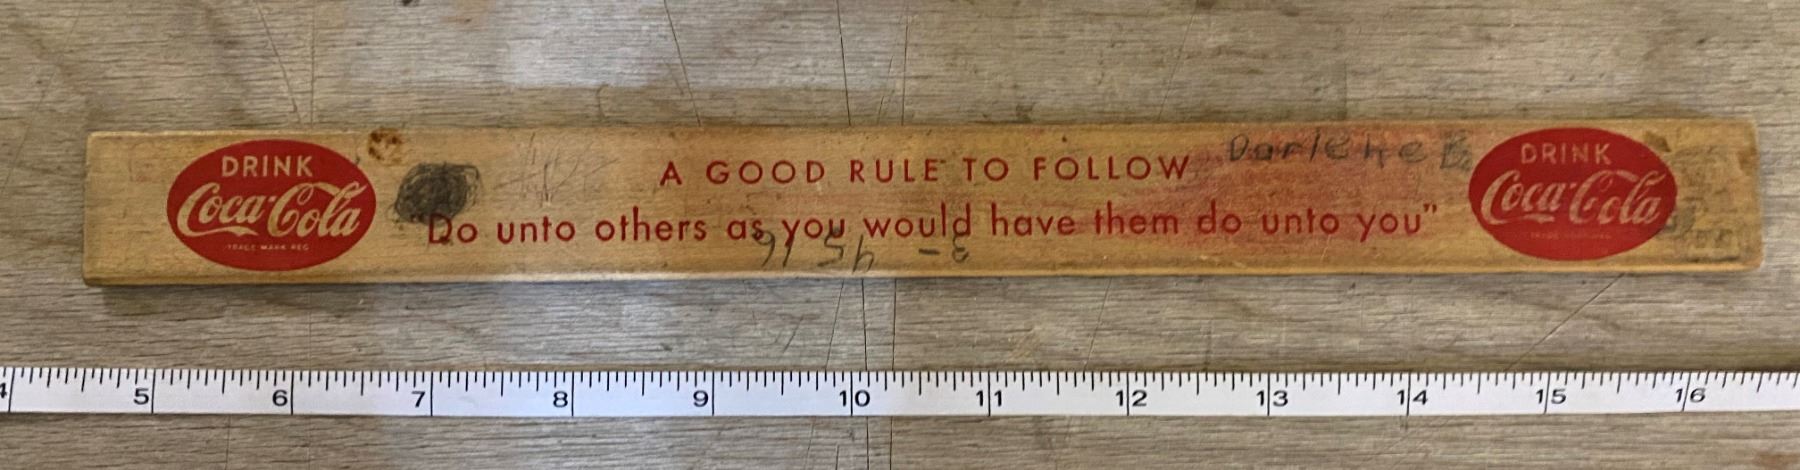 DRINK
Coca-Cola
TRADE MARK REG
A GOOD RULE TO FOLLOW
"Do unto others as you would have them do unto you"
Darlene B
DRINK
Coca-Cola
4 5 6 7 8 9 10 11 12 13 14 15 16